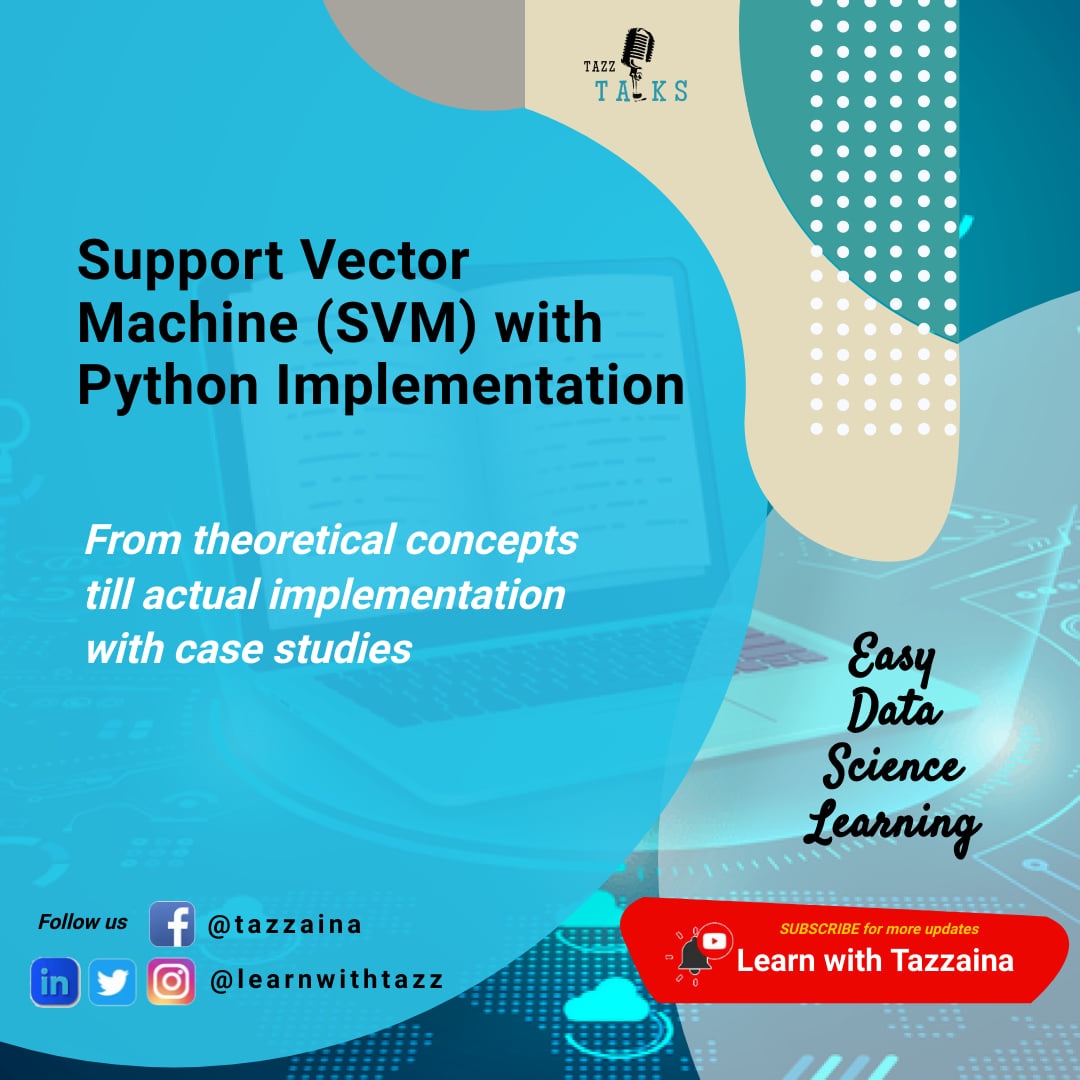 TAZZ
TALKS
Support Vector
Machine (SVM) with
Python Implementation
From theoretical concepts
till actual implementation
with case studies
Easy
Data
Science
Learning
Follow us
@tazzaina
in
@learnwithtazz
SUBSCRIBE for more updates
Learn with Tazzaina